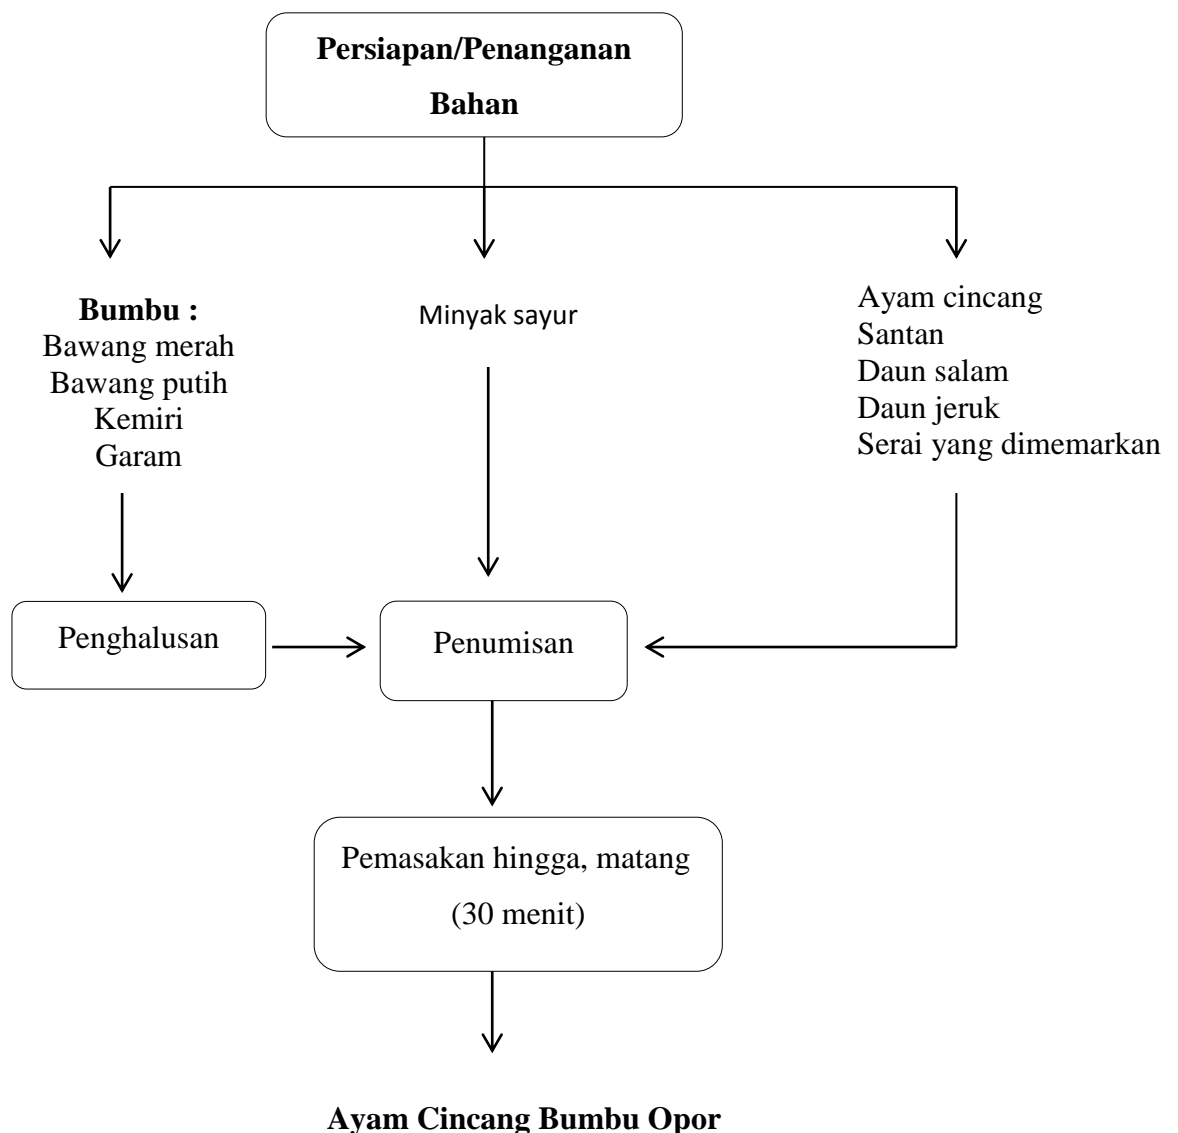 Persiapan/Penanganan
Bahan
Bumbu :
Bawang merah
Bawang putih
Kemiri
Garam
Minyak sayur
Ayam cincang
Santan
Daun salam
Daun jeruk
Serai yang dimemarkan
Penghalusan
Penumisan
Pemasakan hingga, matang
(30 menit)
Ayam Cincang Bumbu Opor